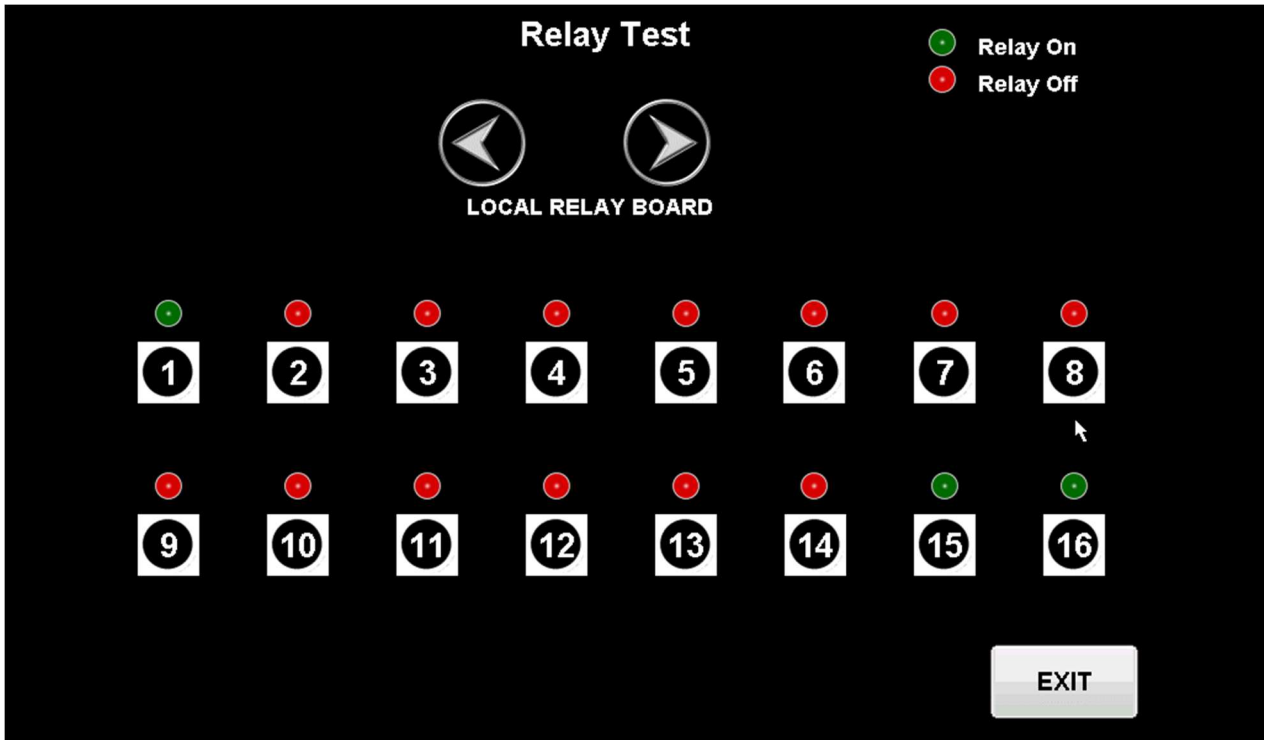 Relay Test
Relay On
Relay Off
LOCAL RELAY BOARD
1 2 3 4 5 6 7 8
9 10 11 12 13 14 15 16
EXIT